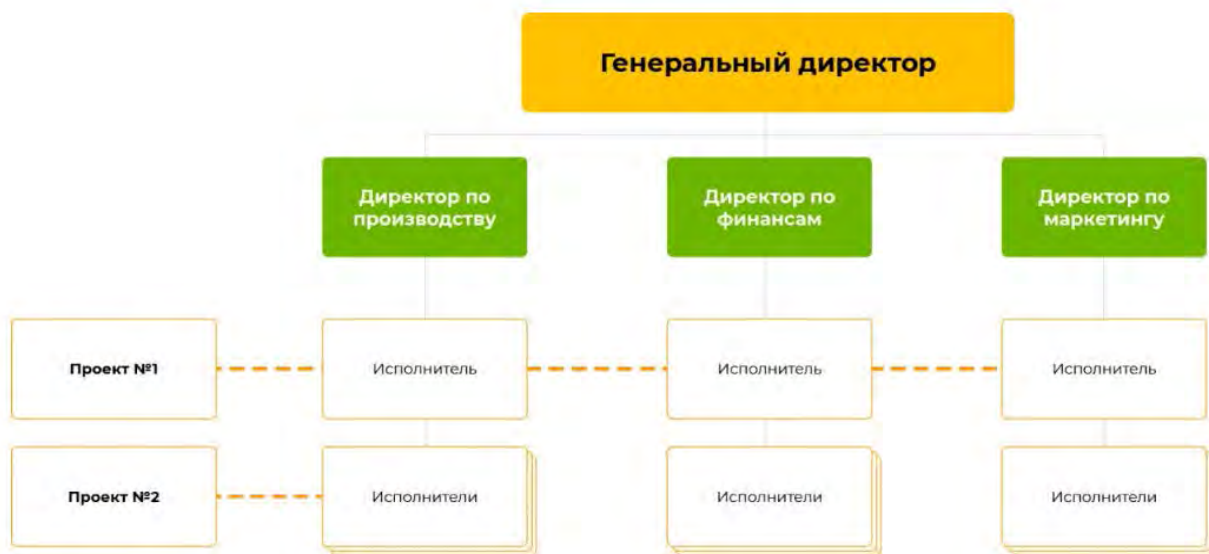 Генеральный директор
Директор по
производству
Директор по
финансам
Директор по
маркетингу
Проект №1
Исполнитель
Исполнитель
Исполнитель
Проект №2
Исполнители
Исполнители
Исполнители